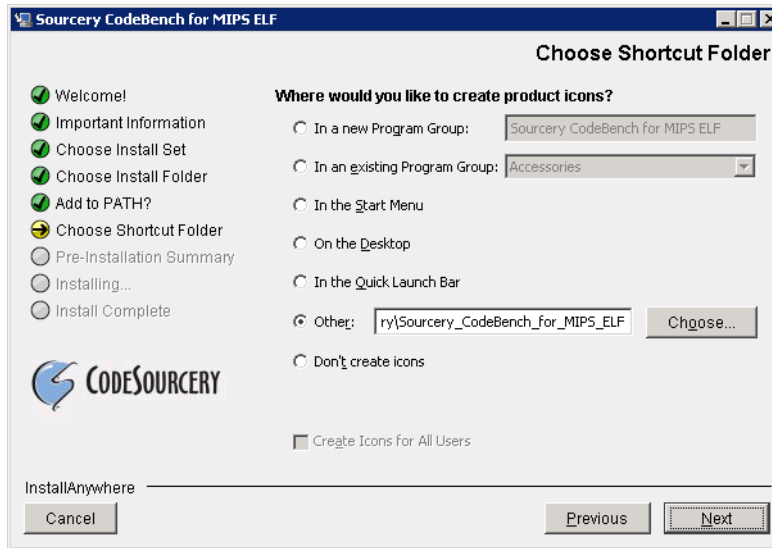 Sourcery CodeBench for MIPS ELF
Choose Shortcut Folder
Welcome!
Important Information
Choose Install Set
Choose Install Folder
Add to PATH?
Choose Shortcut Folder
Pre-Installation Summary
Installing...
Install Complete
CODESOURCERY
Where would you like to create product icons?
In a new Program Group: Sourcery CodeBench for MIPS ELF
In an existing Program Group: Accessories
In the Start Menu
On the Desktop
In the Quick Launch Bar
Other: ry\Sourcery_CodeBench_for_MIPS_ELF Choose...
Don't create icons
Create Icons for All Users
InstallAnywhere
Cancel Previous Next